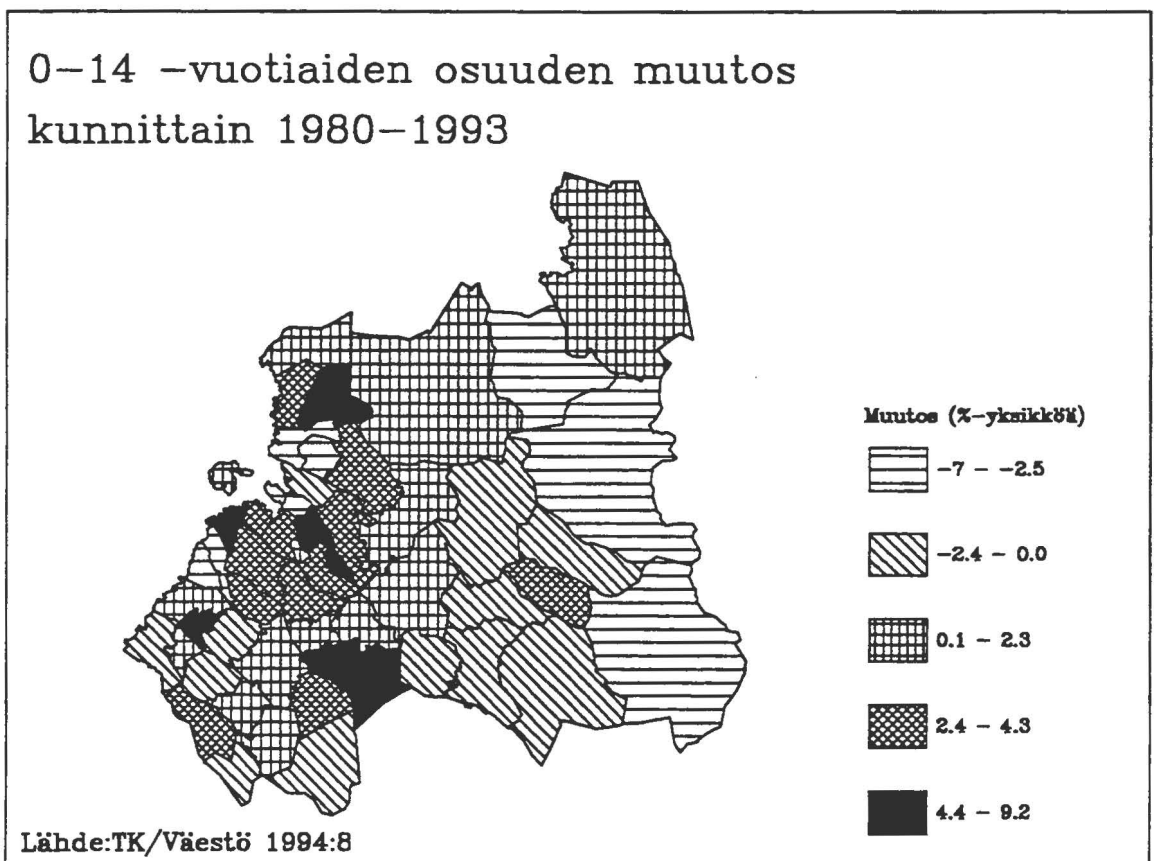 0-14 -vuotiaiden osuuden muutos
kunnittain 1980-1993
Muutos (%-yksikköä)
-7 - -2.5
-2.4 - 0.0
0.1 - 2.3
2.4 - 4.3
4.4 - 9.2
Lähde:TK/Väestö 1994:8